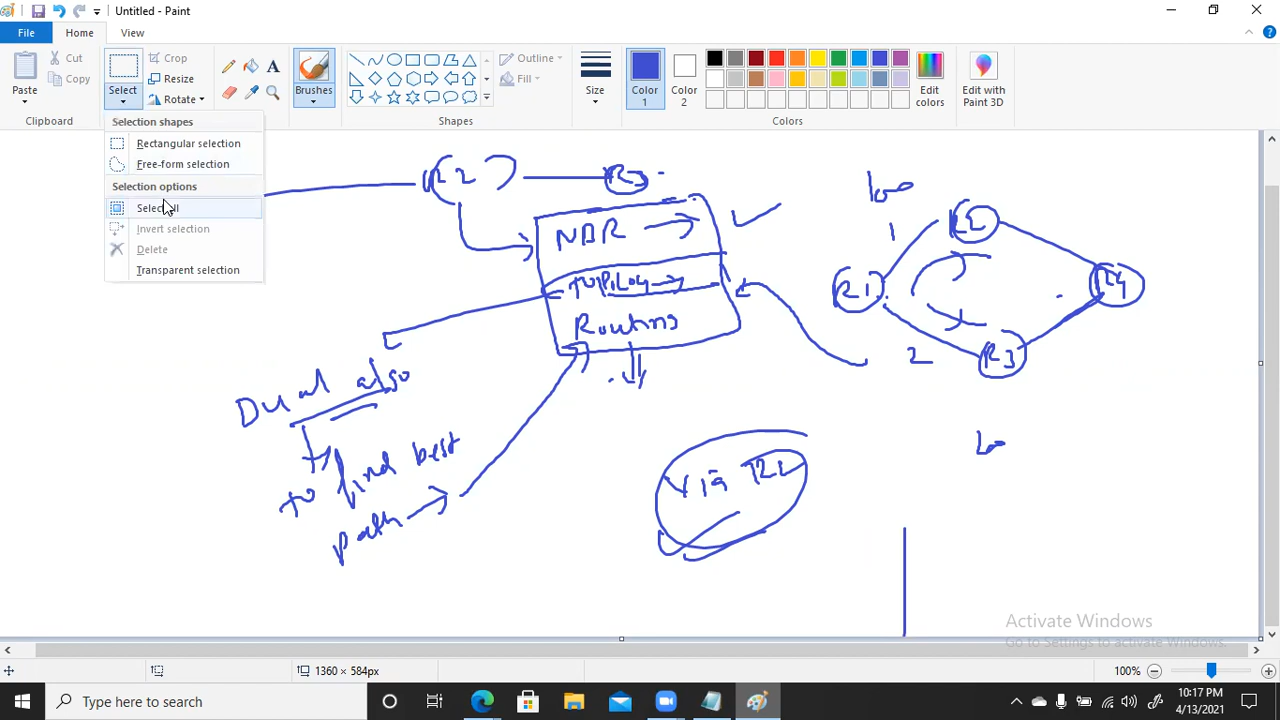 Untitled - Paint
File
Home
View
Paste
Cut
Copy
Clipboard
Select
Crop
Resize
Rotate
Brushes
Outline
Fill
Shapes
Size
Color 1
Color 2
Edit colors
Edit with Paint 3D
Colors
Selection shapes
Rectangular selection
Free-form selection
Selection options
Select all
Invert selection
Delete
Transparent selection
R2
R3
NBR
Routing
Dual also
to find best
path
via R2
1
2
R1
R2
R3
R4
Activate Windows
Go to Settings to activate Windows.
1360 × 584px
100%
Type here to search
10:17 PM
4/13/2021